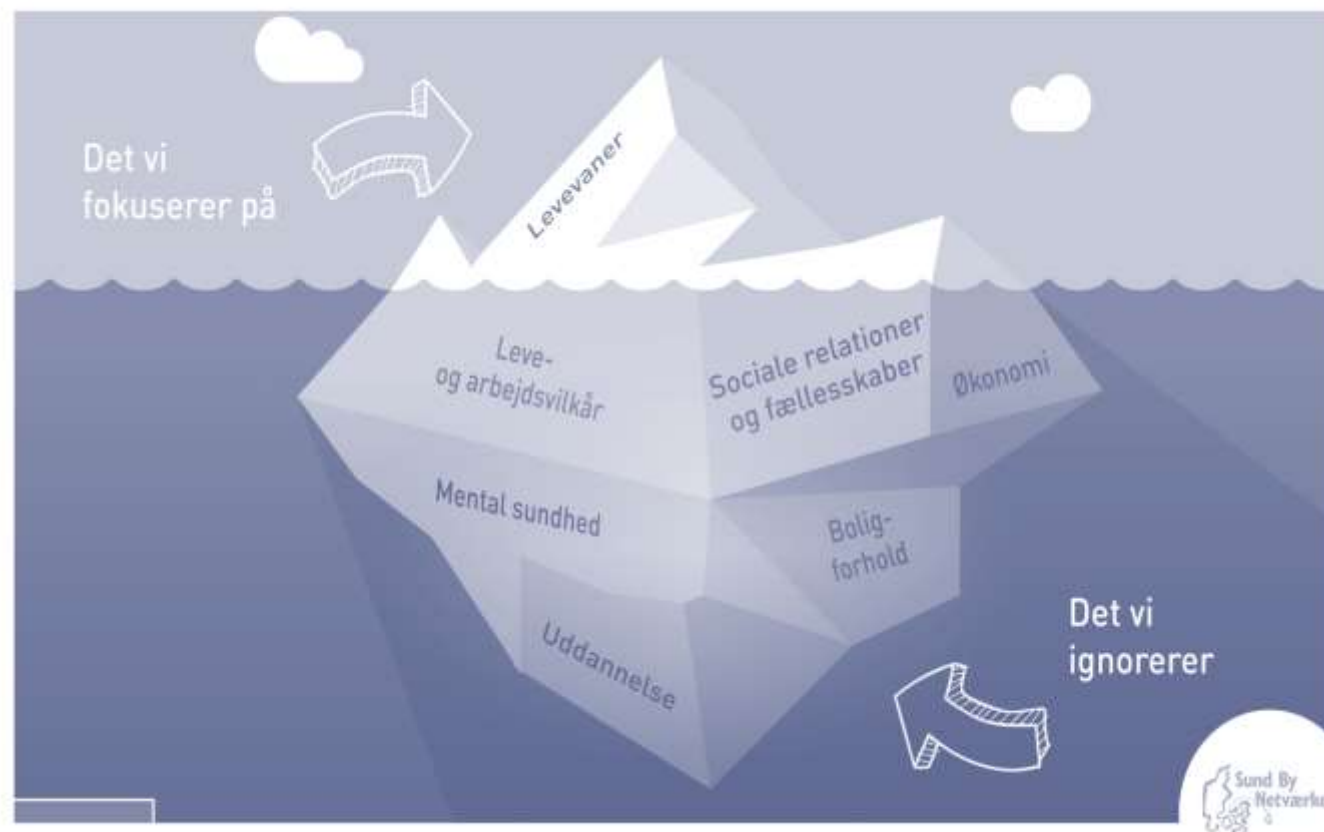 Det vi
fokuserer på
Levevaner
Leve-
og arbejdsvilkår
Sociale relationer
og fællesskaber
Økonomi
Mental sundhed
Bolig-
forhold
Uddannelse
Det vi
ignorerer
Sund By